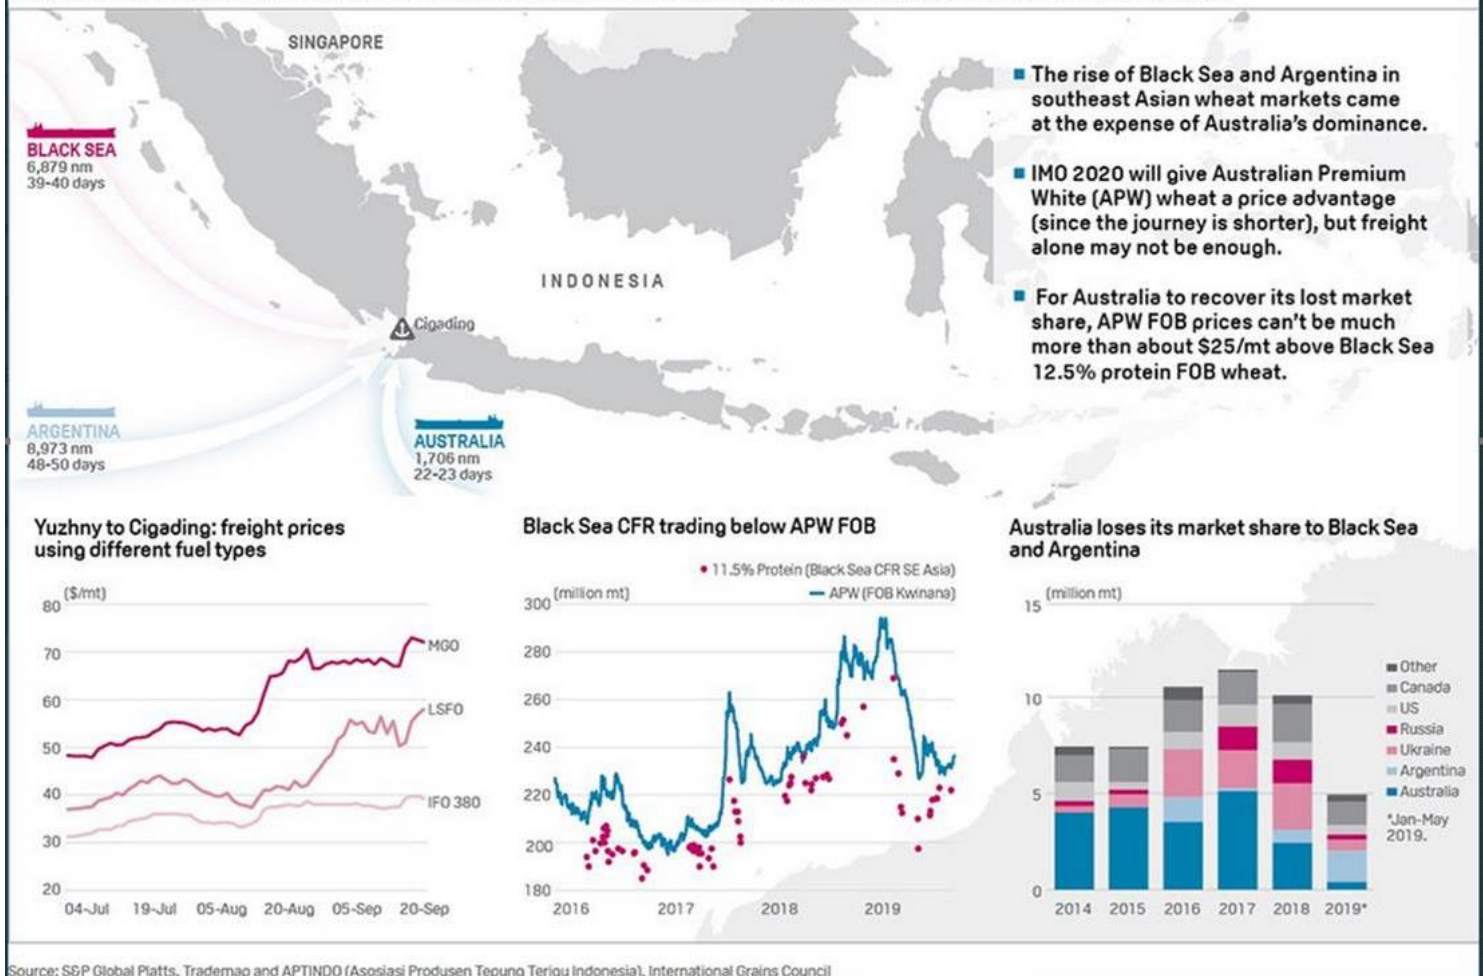 SINGAPORE
BLACK SEA
6,879 nm
39-40 days
INDONESIA
Cigading
ARGENTINA
8,973 nm
48-50 days
AUSTRALIA
1,706 nm
22-23 days
The rise of Black Sea and Argentina in
southeast Asian wheat markets came
at the expense of Australia's dominance.
IMO 2020 will give Australian Premium
White (APW) wheat a price advantage
(since the journey is shorter), but freight
alone may not be enough.
For Australia to recover its lost market
share, APW FOB prices can't be much
more than about $25/mt above Black Sea
12.5% protein FOB wheat.
Yuzhny to Cigading: freight prices
using different fuel types
($/mt)
80
70
60
50
40
30
20
MGO
LSFO
IFO 380
04-Jul 19-Jul 05-Aug 20-Aug 05-Sep 20-Sep
Black Sea CFR trading below APW FOB
11.5% Protein (Black Sea CFR SE Asia)
APW (FOB Kwinana)
(million mt)
300
280
260
240
220
200
180
2016 2017 2018 2019
Australia loses its market share to Black Sea
and Argentina
(million mt)
15
10
5
0
Other
Canada
US
Russia
Ukraine
Argentina
Australia
*Jan-May
2019.
2014 2015 2016 2017 2018 2019*
Source: S&P Global Platts, Trademap and APTINDO (Asosiasi Produsen Tepung Terigu Indonesia), International Grains Council